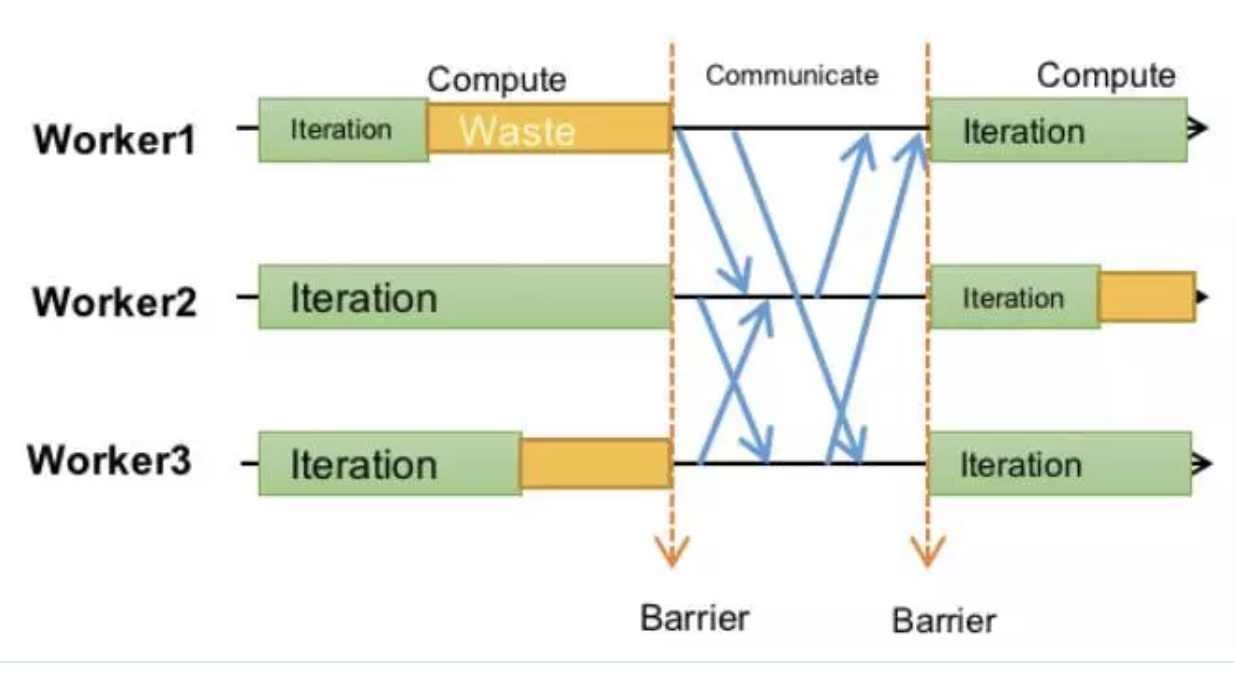 Compute Communicate Compute
Worker1 Iteration Waste Iteration
Worker2 Iteration Iteration
Worker3 Iteration Iteration
Barrier Barrier